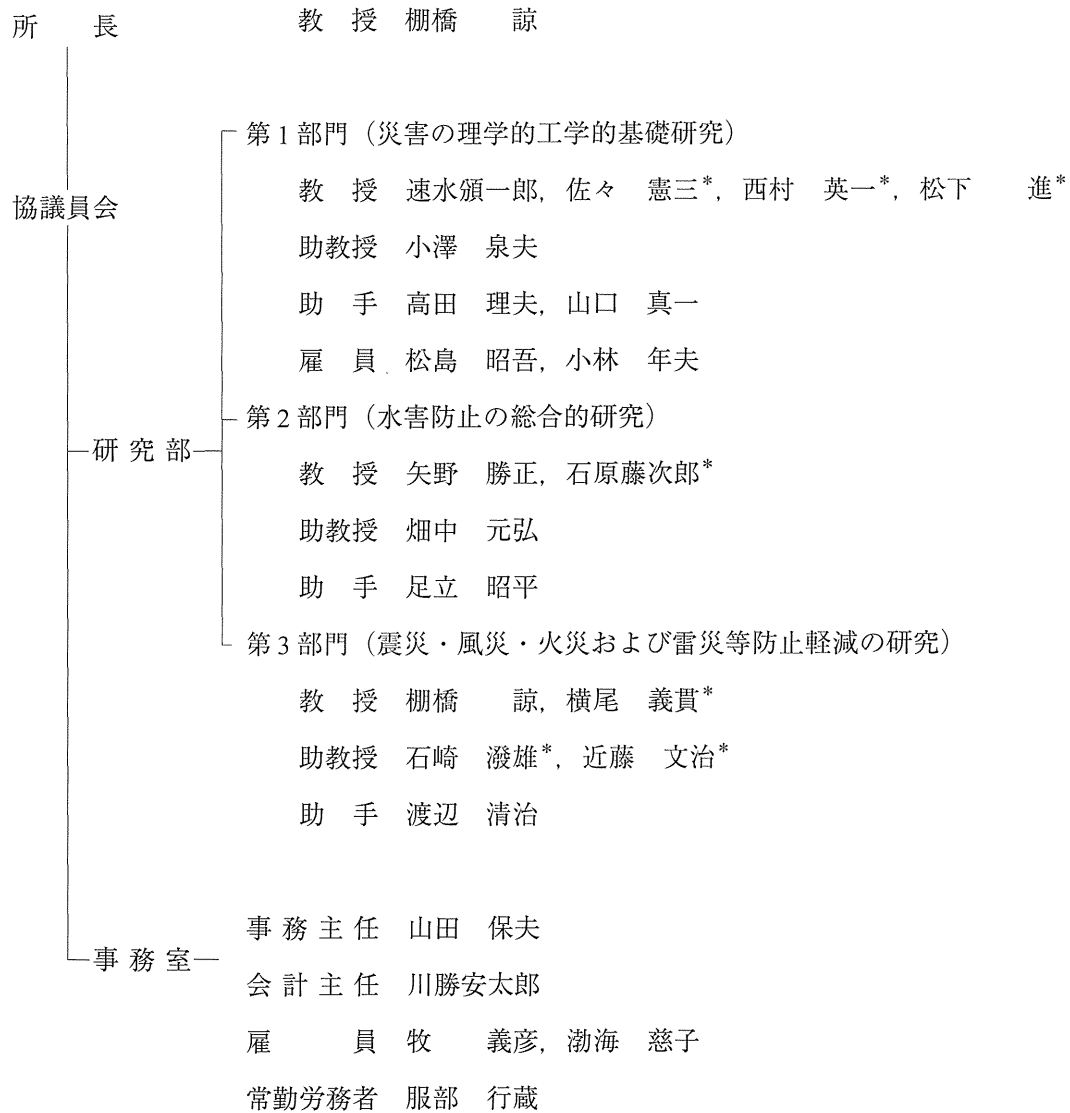 所　　長　　教　授　棚橋　　諒
第1部門（災害の理学的工学的基礎研究）
教　授　速水頌一郎，佐々　憲三*，西村　英一*，松下　　進*
協議員会
助教授　小澤　泉夫
助　手　高田　理夫，山口　真一
雇　員　松島　昭吾，小林　年夫
第2部門（水害防止の総合的研究）
研究部
教　授　矢野　勝正，石原藤次郎*
助教授　畑中　元弘
助　手　足立　昭平
第3部門（震災・風災・火災および雷災等防止軽減の研究）
教　授　棚橋　　諒，横尾　義貫*
助教授　石崎　潑雄*，近藤　文治*
助　手　渡辺　清治
事務主任　山田　保夫
事務室
会計主任　川勝安太郎
雇　　員　牧　　義彦，渤海　慈子
常勤労務者　服部　行蔵